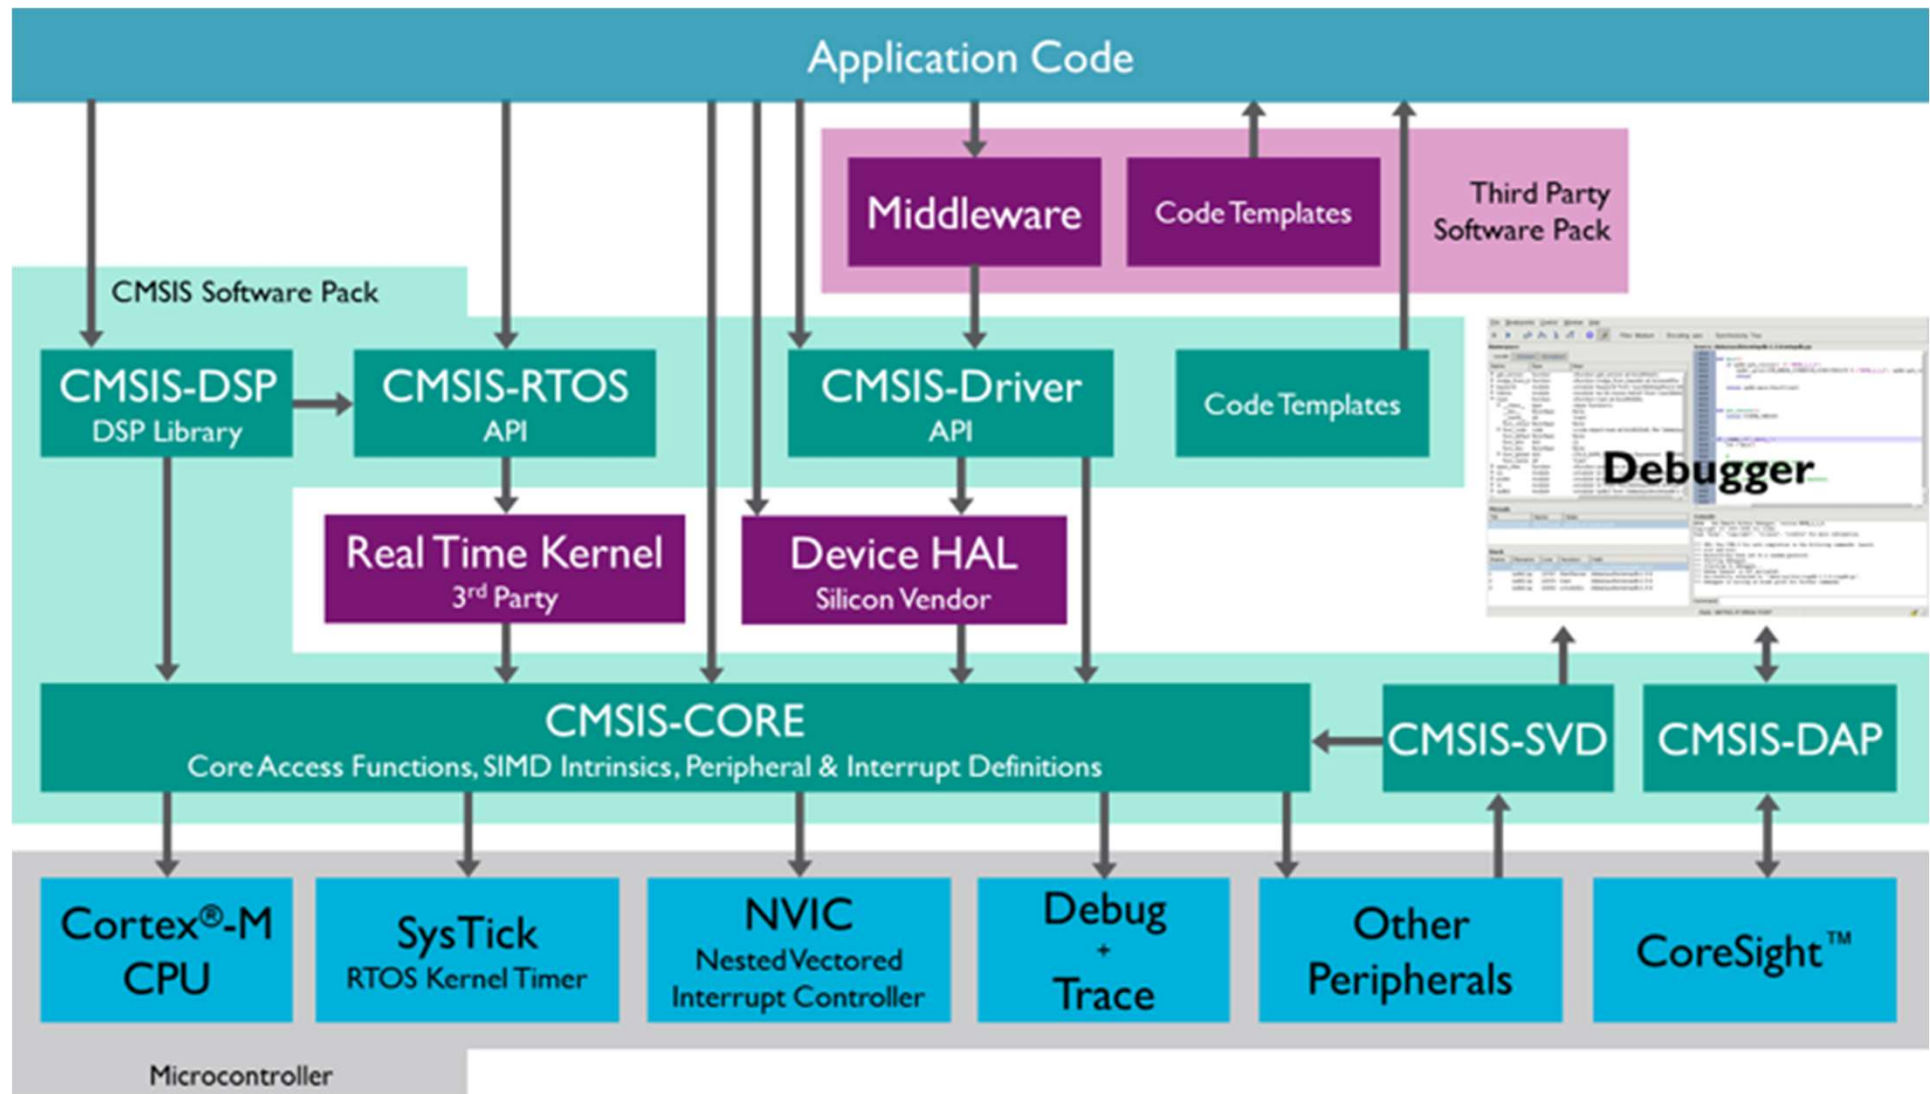 Application Code
Middleware
Code Templates
Third Party
Software Pack
CMSIS Software Pack
CMSIS-DSP
DSP Library
CMSIS-RTOS
API
CMSIS-Driver
API
Code Templates
Debugger
Real Time Kernel
3rd Party
Device HAL
Silicon Vendor
CMSIS-CORE
Core Access Functions, SIMD Intrinsics, Peripheral & Interrupt Definitions
CMSIS-SVD
CMSIS-DAP
Cortex®-M
CPU
SysTick
RTOS Kernel Timer
NVIC
Nested Vectored
Interrupt Controller
Debug
+
Trace
Other
Peripherals
CoreSight™
Microcontroller